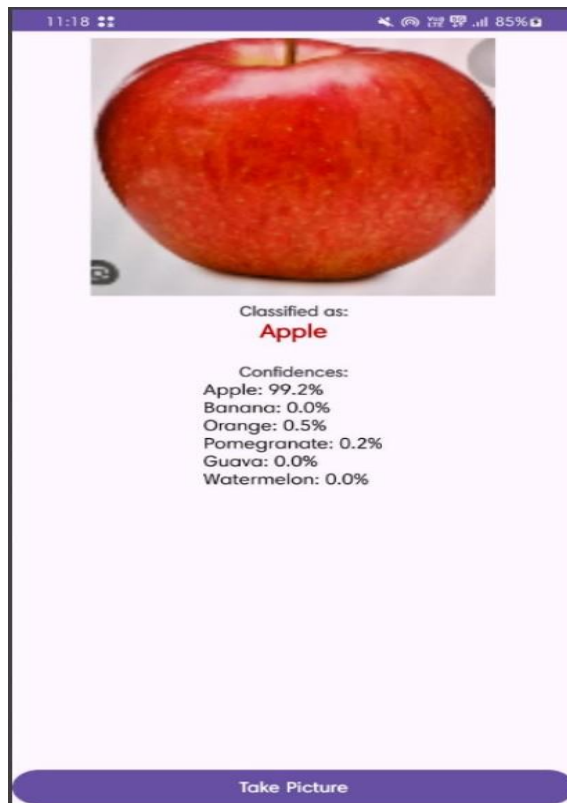 11:18 85%
Classified as:
Apple
Confidences:
Apple: 99.2%
Banana: 0.0%
Orange: 0.5%
Pomegranate: 0.2%
Guava: 0.0%
Watermelon: 0.0%
Take Picture